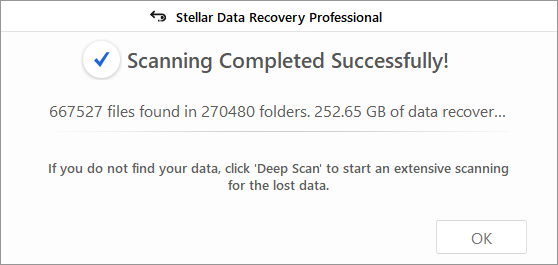 Stellar Data Recovery Professional
Scanning Completed Successfully!
667527 files found in 270480 folders. 252.65 GB of data recover...
If you do not find your data, click 'Deep Scan' to start an extensive scanning
for the lost data.
OK